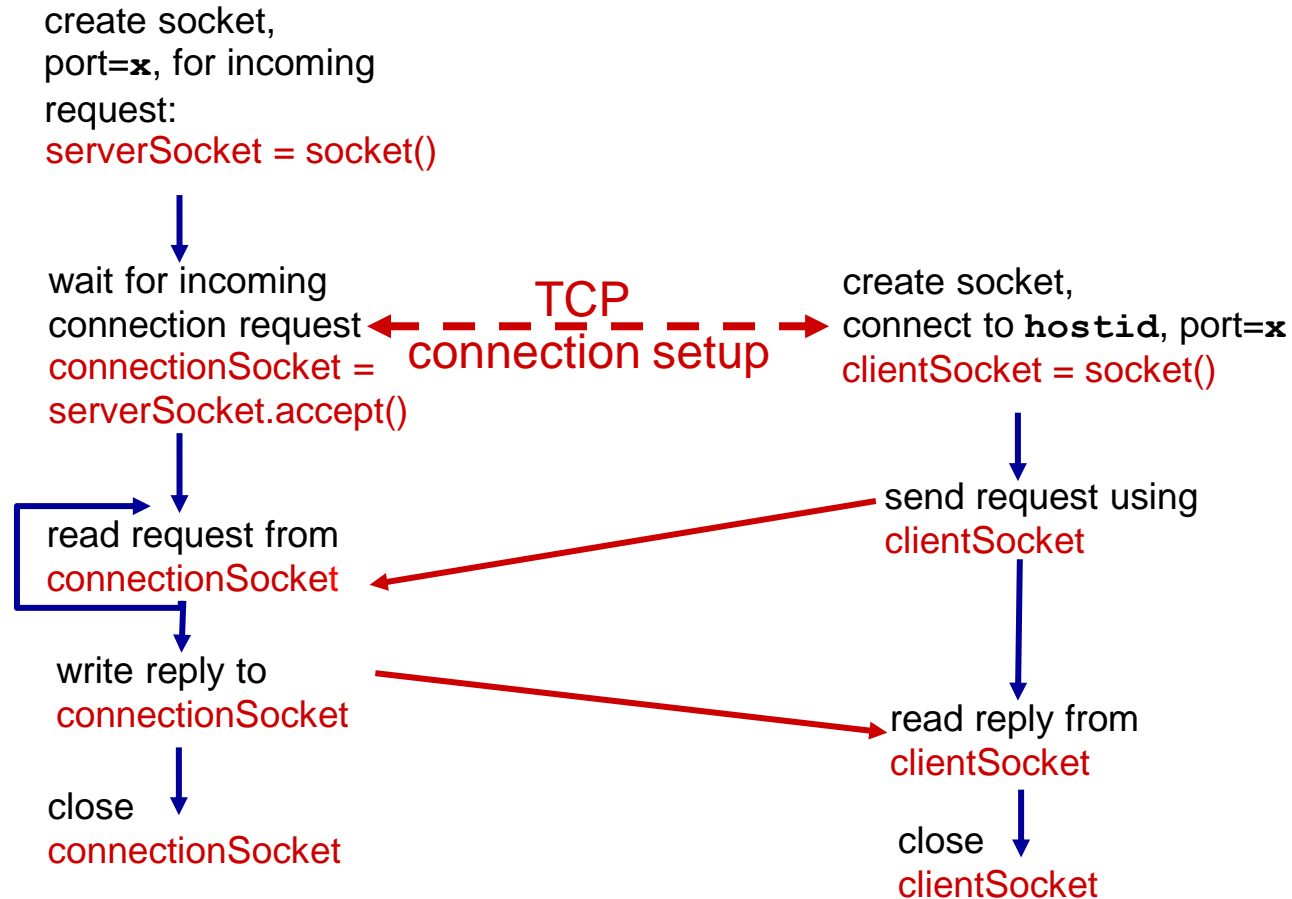 create socket,
port=x, for incoming
request:
serverSocket = socket()
wait for incoming
connection request
connectionSocket =
serverSocket.accept()
TCP
connection setup
create socket,
connect to hostid, port=x
clientSocket = socket()
read request from
connectionSocket
send request using
clientSocket
write reply to
connectionSocket
read reply from
clientSocket
close
connectionSocket
close
clientSocket